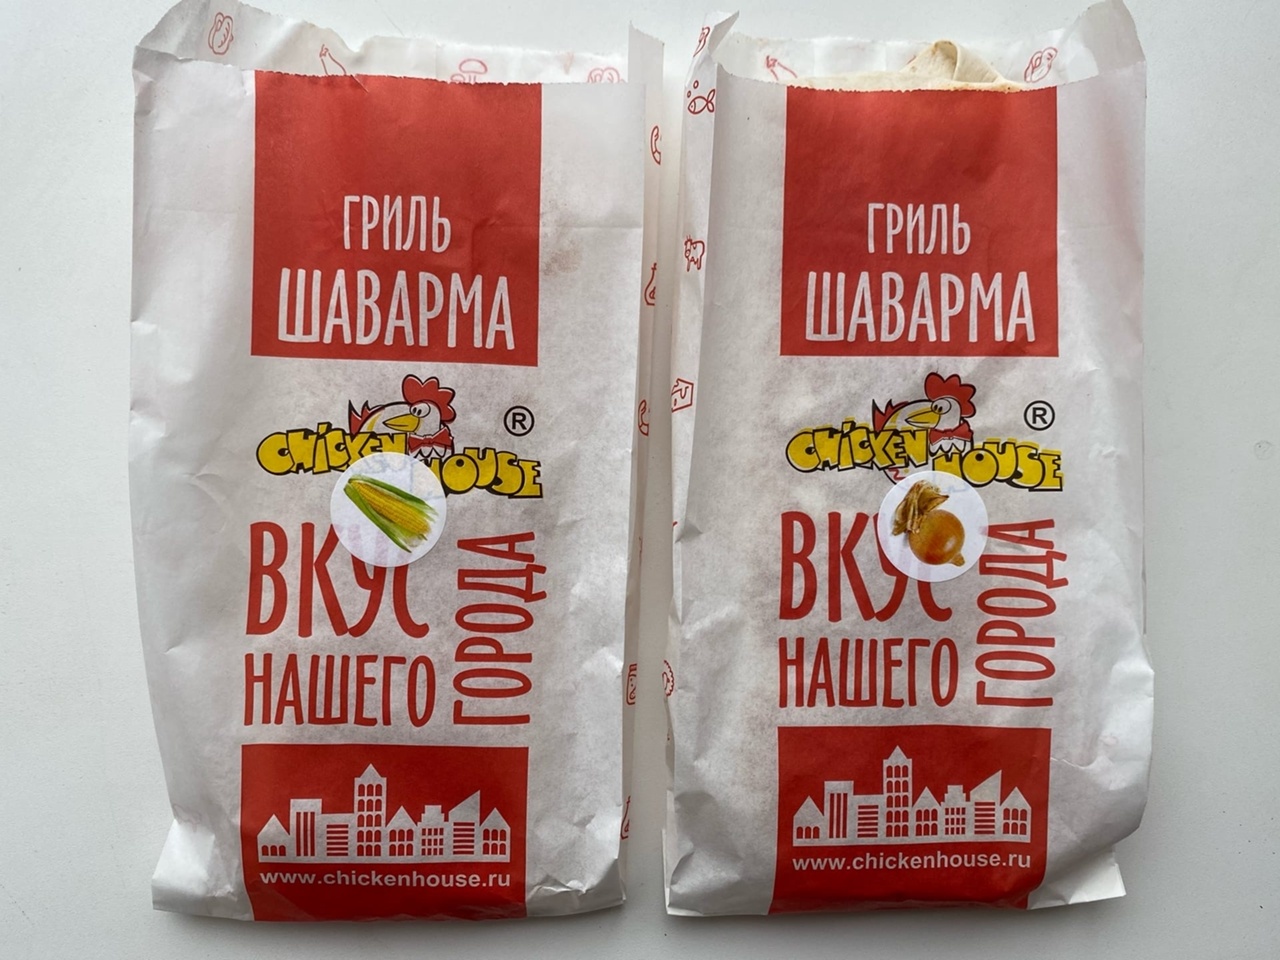 ГРИЛЬ
ШАВАРМА
CHICKEN
HOUSE
®
ВКУС
НАШЕГО
ГОРОДА
www.chickenhouse.ru
ГРИЛЬ
ШАВАРМА
CHICKEN
HOUSE
®
ВКУС
НАШЕГО
ГОРОДА
www.chickenhouse.ru